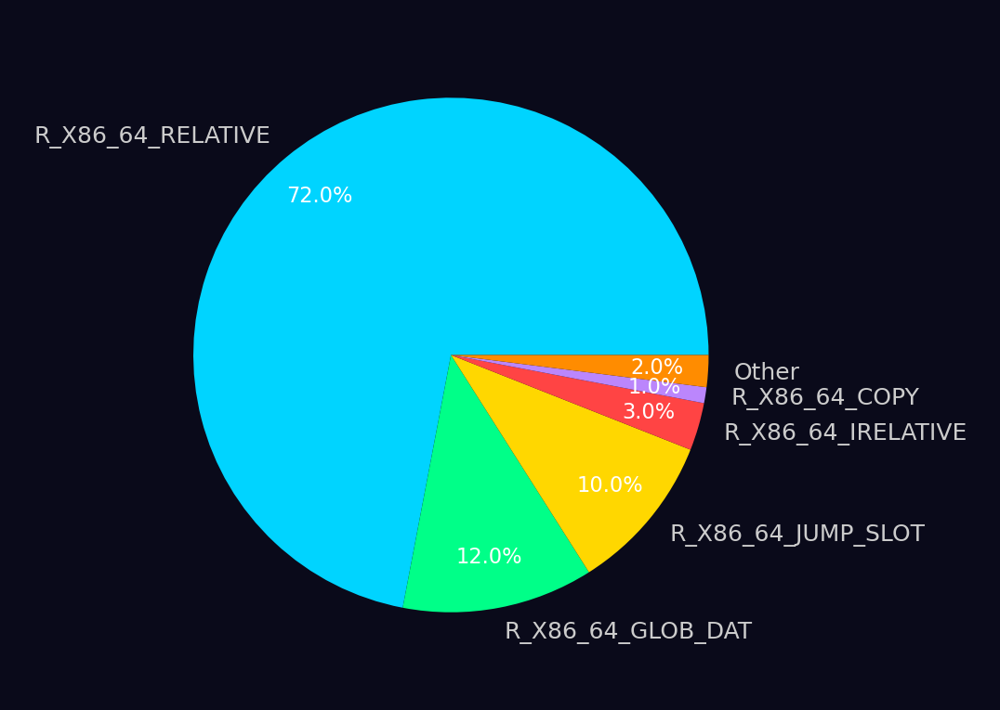 R_X86_64_RELATIVE
72.0%
2.0%
Other
1.0%
R_X86_64_COPY
3.0%
R_X86_64_IRELATIVE
10.0%
R_X86_64_JUMP_SLOT
12.0%
R_X86_64_GLOB_DAT